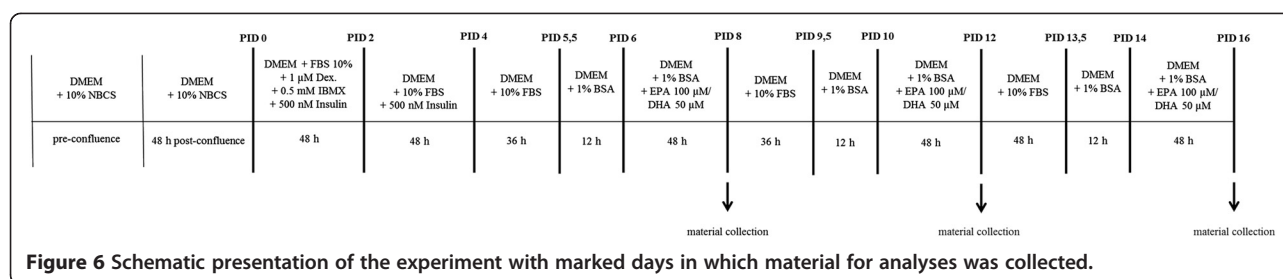 PID 0 PID 2 PID 4 PID 5,5 PID 6 PID 8 PID 9,5 PID 10 PID 12 PID 13,5 PID 14 PID 16
DMEM
+ 10% NBCS
DMEM
+ 10% NBCS
DMEM + FBS 10%
+ 1 µM Dex.
+ 0.5 mM IBMX
+ 500 nM Insulin
DMEM
+ 10% FBS
+ 500 nM Insulin
DMEM
+ 10% FBS
DMEM
+ 1% BSA
DMEM
+ 1% BSA
+ EPA 100 µM/
DHA 50 µM
DMEM
+ 10% FBS
DMEM
+ 1% BSA
DMEM
+ 1% BSA
+ EPA 100 µM/
DHA 50 µM
DMEM
+ 10% FBS
DMEM
+ 1% BSA
DMEM
+ 1% BSA
+ EPA 100 µM/
DHA 50 µM
pre-confluence 48 h post-confluence 48 h 48 h 36 h 12 h 48 h 36 h 12 h 48 h 48 h 12 h 48 h
material collection material collection material collection
Figure 6 Schematic presentation of the experiment with marked days in which material for analyses was collected.